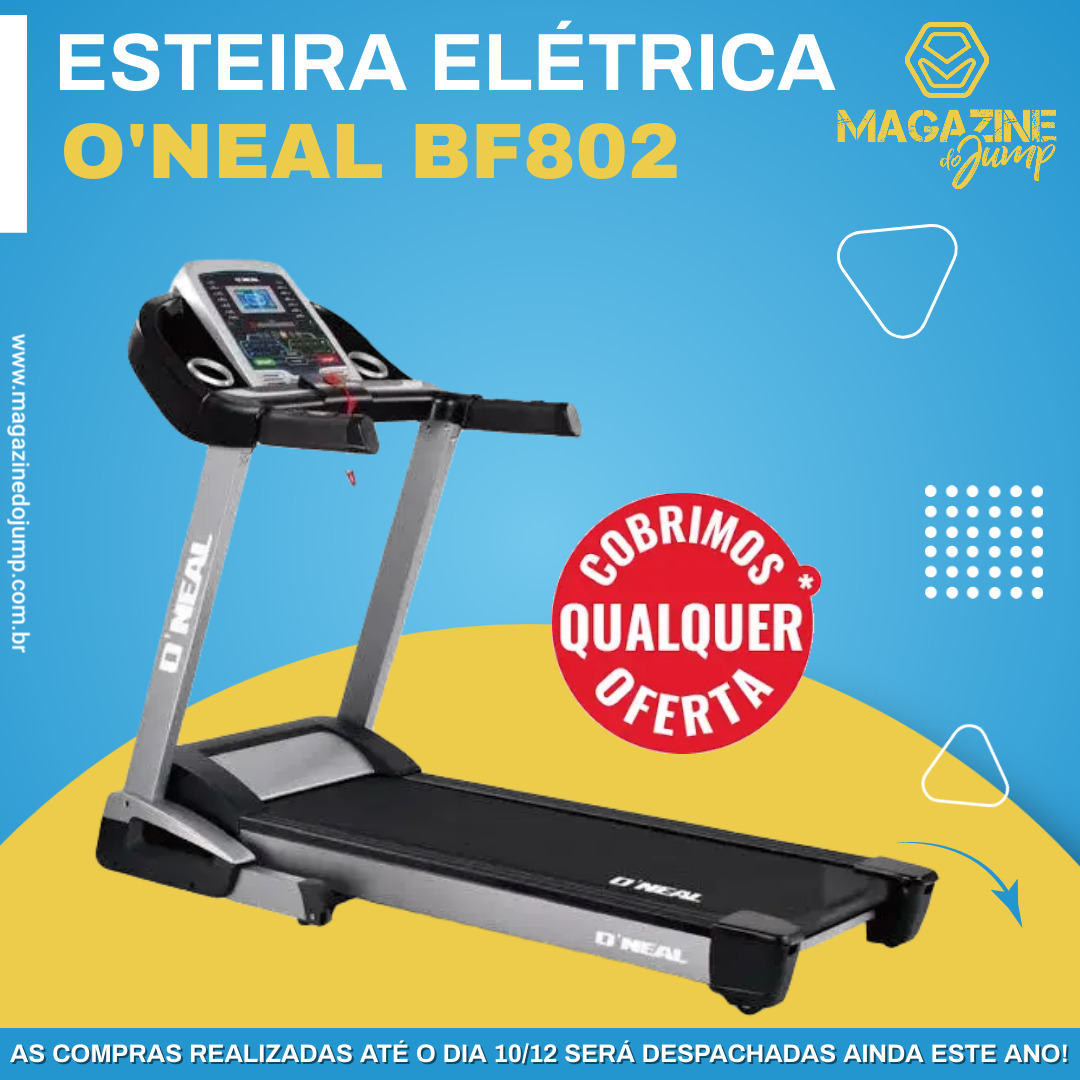 ESTEIRA ELÉTRICA
O'NEAL BF802
MAGAZINE
do Jump
www.magazinedojump.com.br
O'NEAL
O'NEAL
COBRIMOS
QUALQUER
OFERTA
*
O'NEAL
O'NEAL
AS COMPRAS REALIZADAS ATÉ O DIA 10/12 SERÁ DESPACHADAS AINDA ESTE ANO!